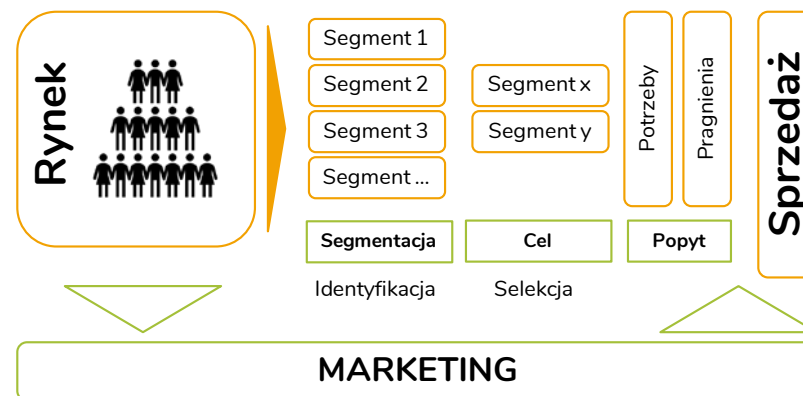 Rynek
Segment 1
Segment 2
Segment 3
Segment ...
Segment x
Segment y
Potrzeby
Pragnienia
Sprzedaż
Segmentacja
Cel
Popyt
Identyfikacja
Selekcja
MARKETING